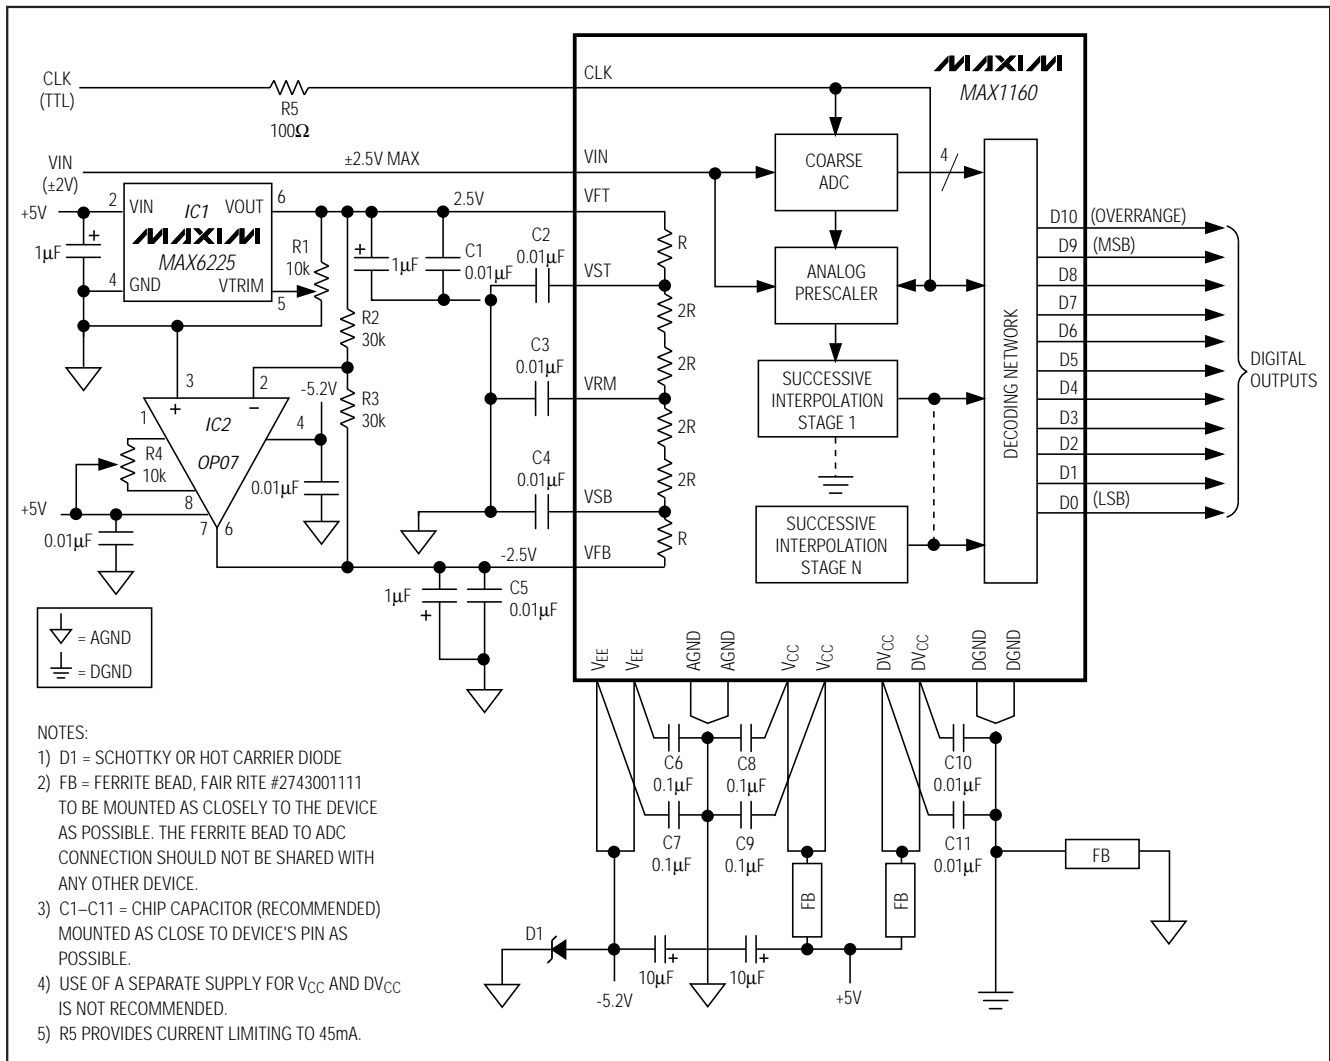 MAXIM
MAX1160
CLK
(TTL)
R5
100Ω
CLK
VIN
(±2V)
±2.5V MAX
VIN
COARSE
ADC
4
+5V
2
VIN
IC1
VOUT
6
2.5V
VFT
MAXIM
MAX6225
1µF
+
4
GND
VTRIM
5
R1
10k
+
1µF
C1
0.01µF
C2
0.01µF
VST
R
2R
ANALOG
PRESCALER
R2
30k
C3
0.01µF
VRM
2R
2R
SUCCESSIVE
INTERPOLATION
STAGE 1
3
2
-5.2V
+
−
1
IC2
4
R3
30k
OP07
R4
10k
0.01µF
C4
0.01µF
VSB
2R
R
SUCCESSIVE
INTERPOLATION
STAGE N
+5V
8
7
6
0.01µF
-2.5V
VFB
1µF
+
C5
0.01µF
DECODING NETWORK
D10
(OVERRANGE)
D9
(MSB)
D8
D7
D6
D5
D4
D3
D2
D1
D0
(LSB)
DIGITAL
OUTPUTS
= AGND
= DGND
VEE
VEE
AGND
AGND
VCC
VCC
DVCC
DVCC
DGND
DGND
C6
0.1µF
C8
0.1µF
C10
0.01µF
C7
0.1µF
C9
0.1µF
C11
0.01µF
FB
FB
FB
D1
10µF
+
10µF
+
-5.2V
+5V
NOTES:
1) D1 = SCHOTTKY OR HOT CARRIER DIODE
2) FB = FERRITE BEAD, FAIR RITE #2743001111
TO BE MOUNTED AS CLOSELY TO THE DEVICE
AS POSSIBLE. THE FERRITE BEAD TO ADC
CONNECTION SHOULD NOT BE SHARED WITH
ANY OTHER DEVICE.
3) C1–C11 = CHIP CAPACITOR (RECOMMENDED)
MOUNTED AS CLOSE TO DEVICE'S PIN AS
POSSIBLE.
4) USE OF A SEPARATE SUPPLY FOR VCC AND DVCC
IS NOT RECOMMENDED.
5) R5 PROVIDES CURRENT LIMITING TO 45mA.